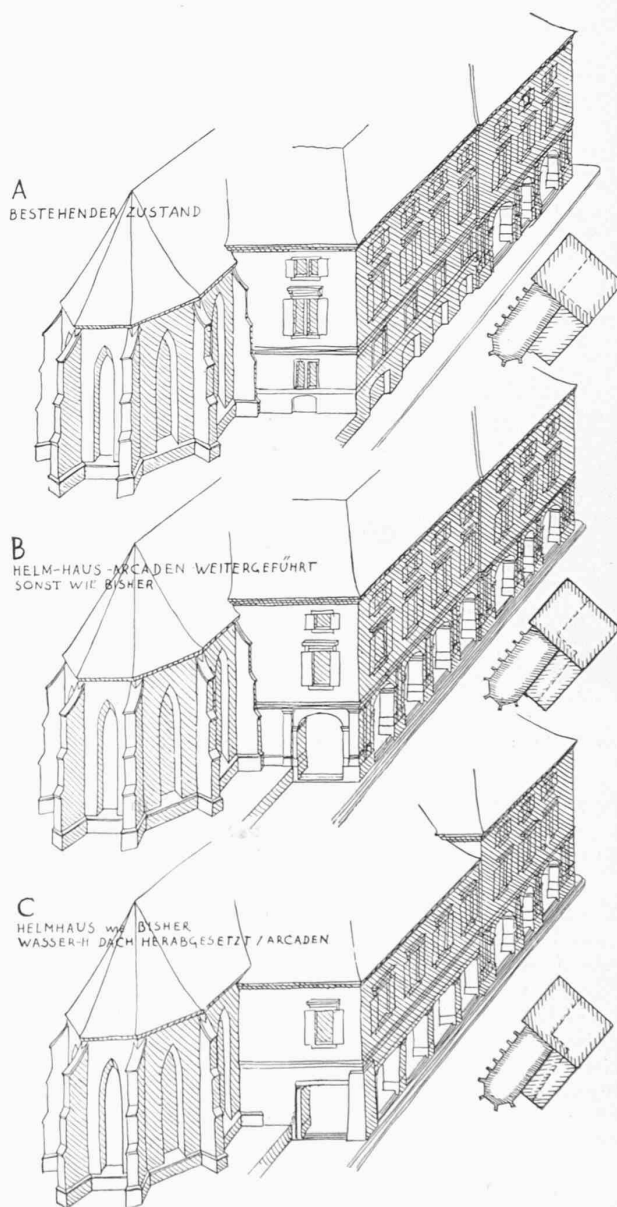 A
BESTEHENDER ZUSTAND
B
HELM-HAUS-ARCADEN WEITERGEFÜHRT
SONST WIE BISHER
C
HELMHAUS WIE BISHER
WASSER-H DACH HERABGESETZT / ARCADEN